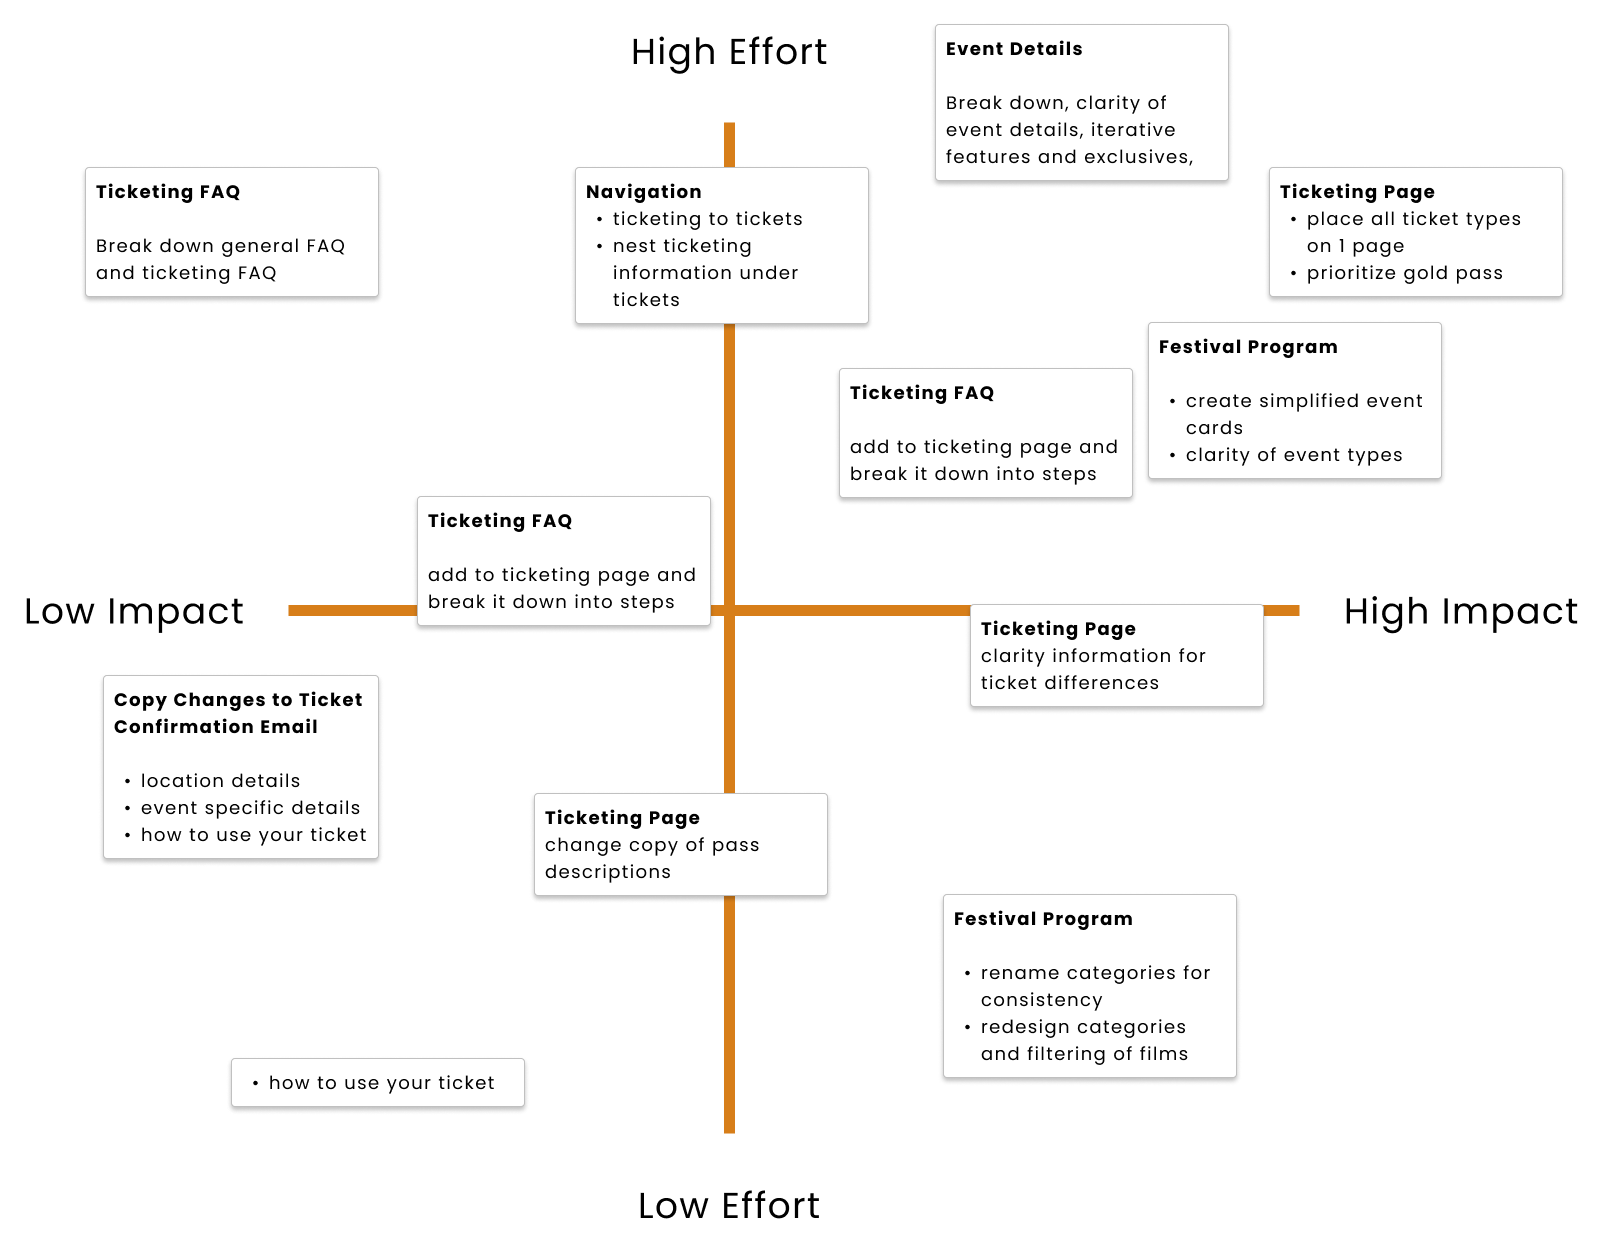 High Effort
Event Details
Break down, clarity of
event details, iterative
features and exclusives,
Ticketing FAQ
Break down general FAQ
and ticketing FAQ
Navigation
• ticketing to tickets
• nest ticketing
information under
tickets
Ticketing Page
• place all ticket types
on 1 page
• prioritize gold pass
Festival Program
• create simplified event
cards
• clarity of event types
Ticketing FAQ
add to ticketing page and
break it down into steps
Ticketing FAQ
add to ticketing page and
break it down into steps
Low Impact
High Impact
Ticketing Page
clarity information for
ticket differences
Copy Changes to Ticket
Confirmation Email
• location details
• event specific details
• how to use your ticket
Ticketing Page
change copy of pass
descriptions
Festival Program
• rename categories for
consistency
• redesign categories
and filtering of films
• how to use your ticket
Low Effort